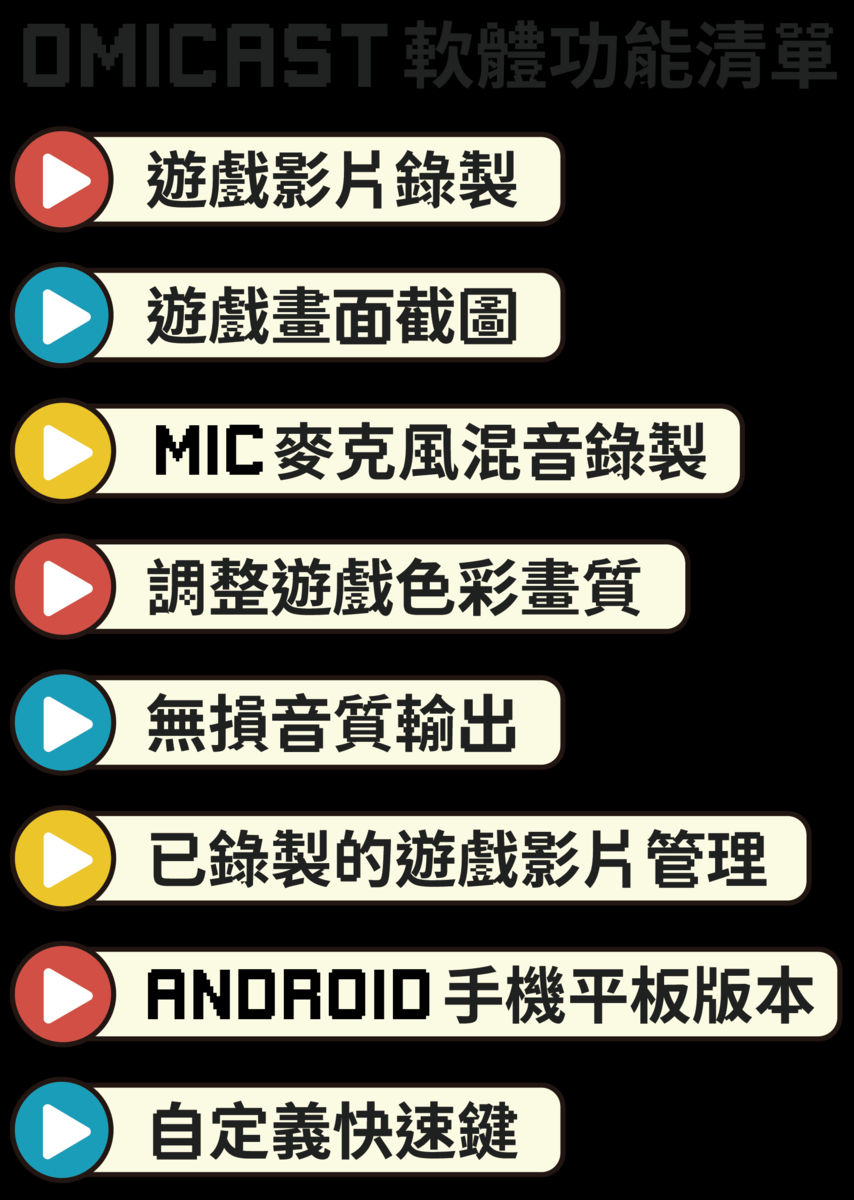 OMICAST 軟體功能清單
遊戲影片錄製
遊戲畫面截圖
MIC 麥克風混音錄製
調整遊戲色彩畫質
無損音質輸出
已錄製的遊戲影片管理
ANDROID 手機平板版本
自定義快速鍵